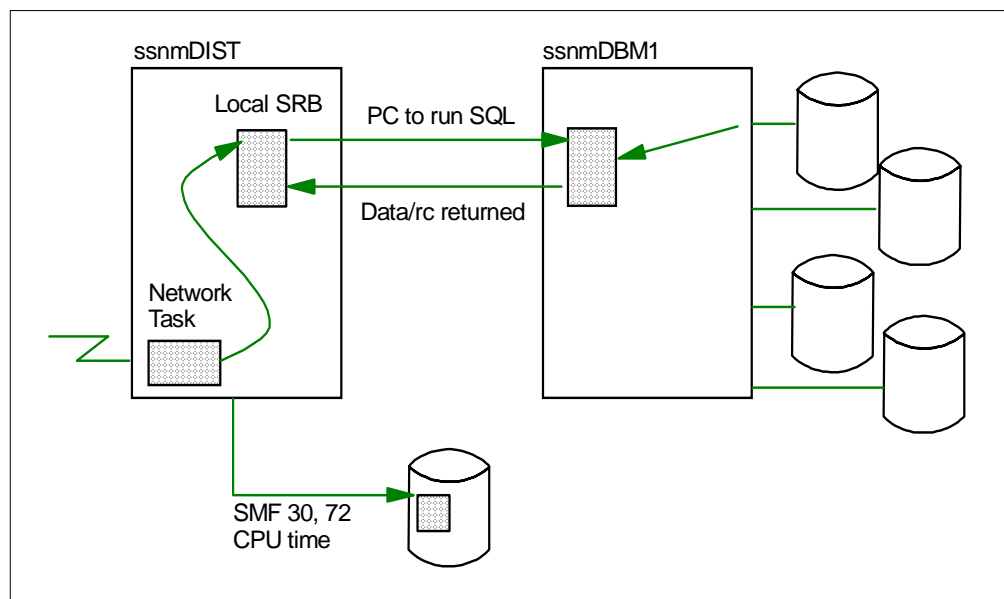 ssnmDIST
ssnmDBM1
Local SRB
PC to run SQL
Data/rc returned
Network
Task
SMF 30, 72
CPU time